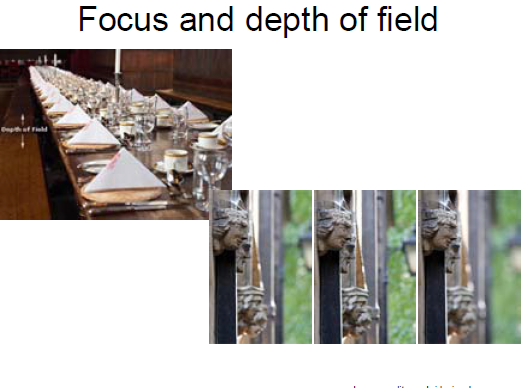 Focus and depth of field
Depth of Field